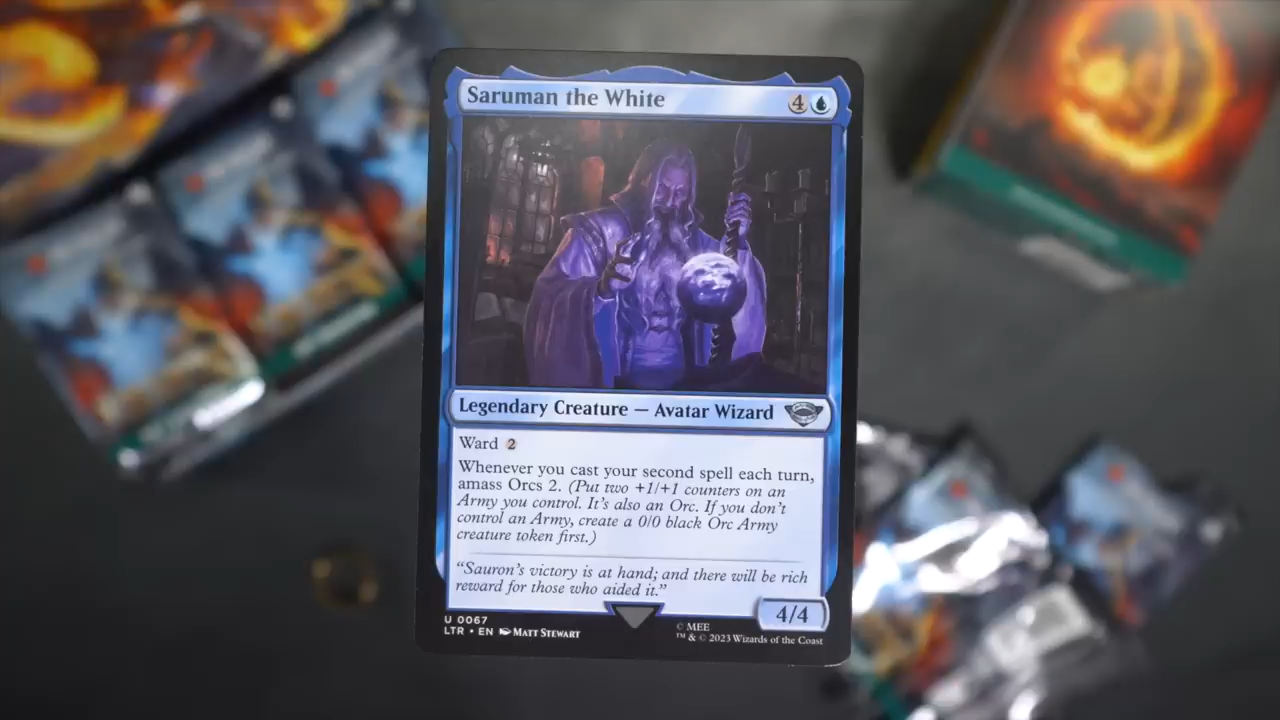 Saruman the White 4
Legendary Creature — Avatar Wizard
Ward 2
Whenever you cast your second spell each turn,
amass Orcs 2. (Put two +1/+1 counters on an
Army you control. It's also an Orc. If you don't
control an Army, create a 0/0 black Orc Army
creature token first.)
"Sauron's victory is at hand; and there will be rich
reward for those who aided it."
4/4
U 0067
LTR • EN Matt Stewart
© MEE
™ & © 2023 Wizards of the Coast